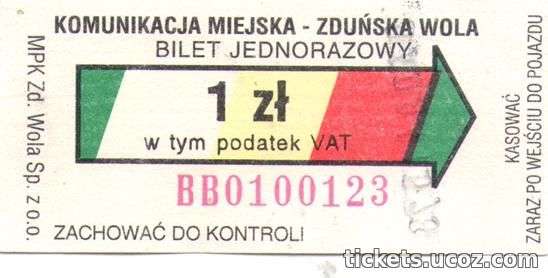 KOMUNIKACJA MIEJSKA - ZDUŃSKA WOLA
BILET JEDNORAZOWY
MPK Zd. Wola Sp. z o.o.
1 zł
w tym podatek VAT
BB0100123
ZACHOWAĆ DO KONTROLI
KASOWAĆ
ZARAZ PO WEJŚCIU DO POJAZDU
tickets.ucoz.com